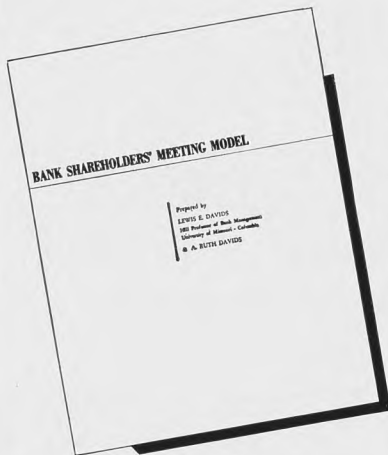 BANK SHAREHOLDERS' MEETING MODEL
Prepared by
LEWIS E. DAVIDS
Professor of Bank Management
University of Missouri - Columbia
& A. RUTH DAVIDS